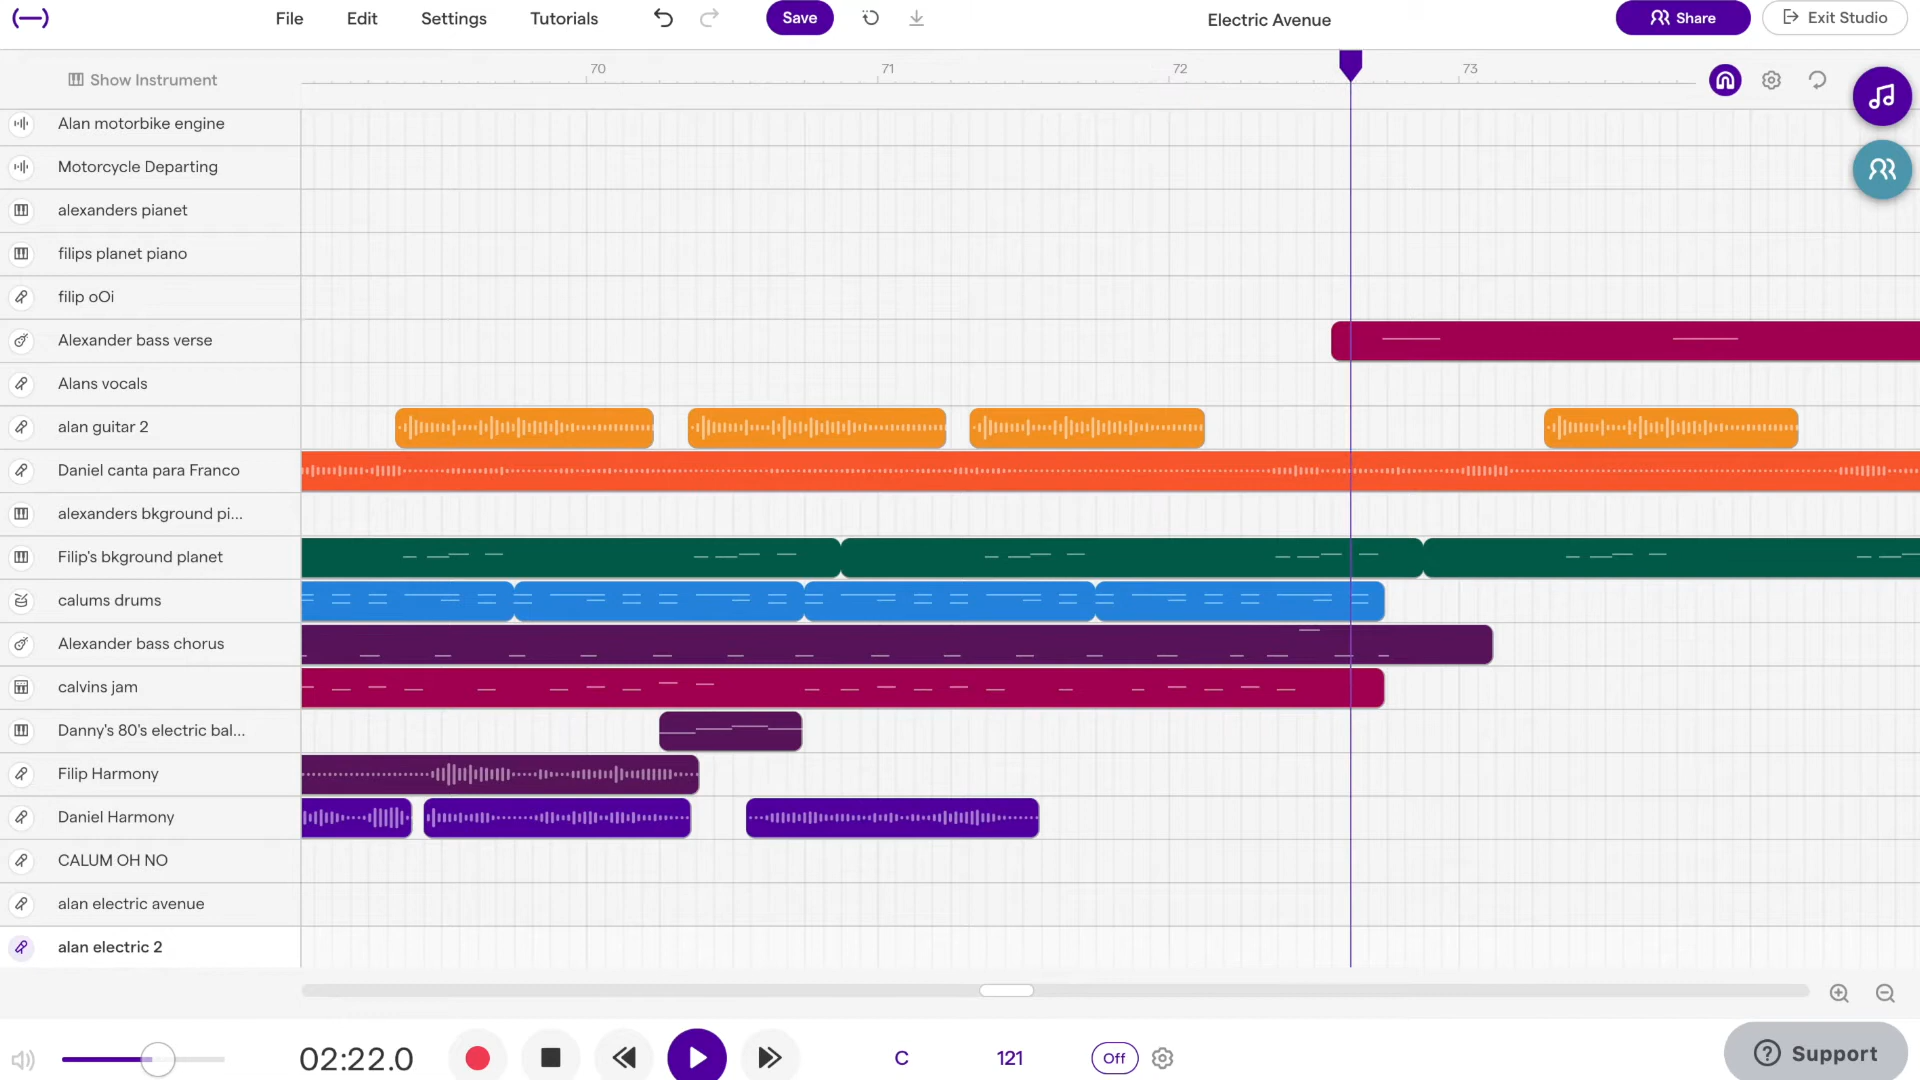 File Edit Settings Tutorials Save Electric Avenue Share Exit Studio
Show Instrument 70 71 72 73
Alan motorbike engine
Motorcycle Departing
alexanders pianet
filips planet piano
filip oOi
Alexander bass verse
Alans vocals
alan guitar 2
Daniel canta para Franco
alexanders bkground pi...
Filip's bkground planet
calums drums
Alexander bass chorus
calvins jam
Danny's 80's electric bal...
Filip Harmony
Daniel Harmony
CALUM OH NO
alan electric avenue
alan electric 2
02:22.0 C 121 Off ? Support